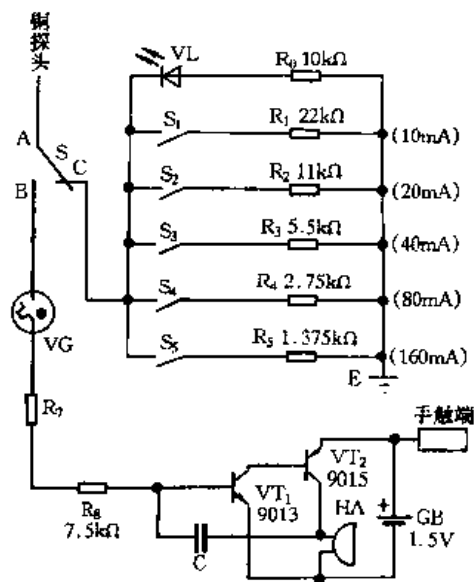 铜探头
VL
R₀ 10kΩ
A
S
C
B
S₁
R₁ 22kΩ
(10mA)
S₂
R₂ 11kΩ
(20mA)
S₃
R₃ 5.5kΩ
(40mA)
S₄
R₄ 2.75kΩ
(80mA)
S₅
R₅ 1.375kΩ
(160mA)
E
VG
R₇
手触端
R₈
7.5kΩ
C
VT₁
9013
VT₂
9015
HA
+
GB
1.5V